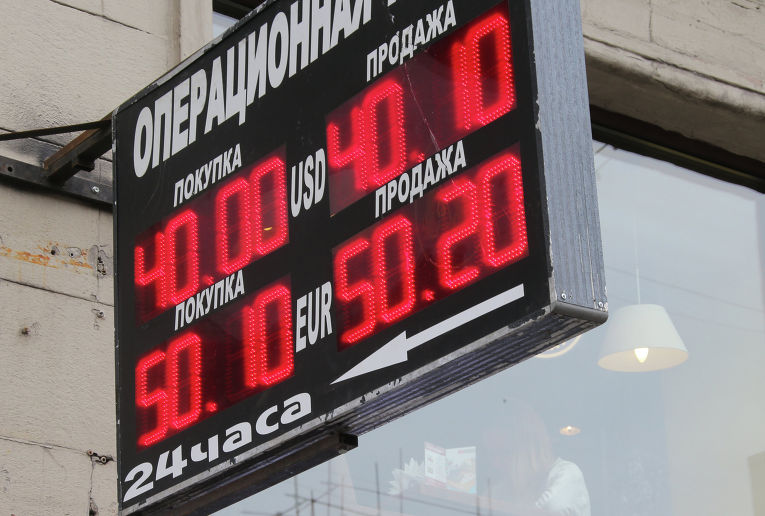 ОПЕРАЦИОННАЯ
ПОКУПКА ПРОДАЖА
40.00 USD 40.10
ПОКУПКА ПРОДАЖА
50.10 EUR 50.20
24часа